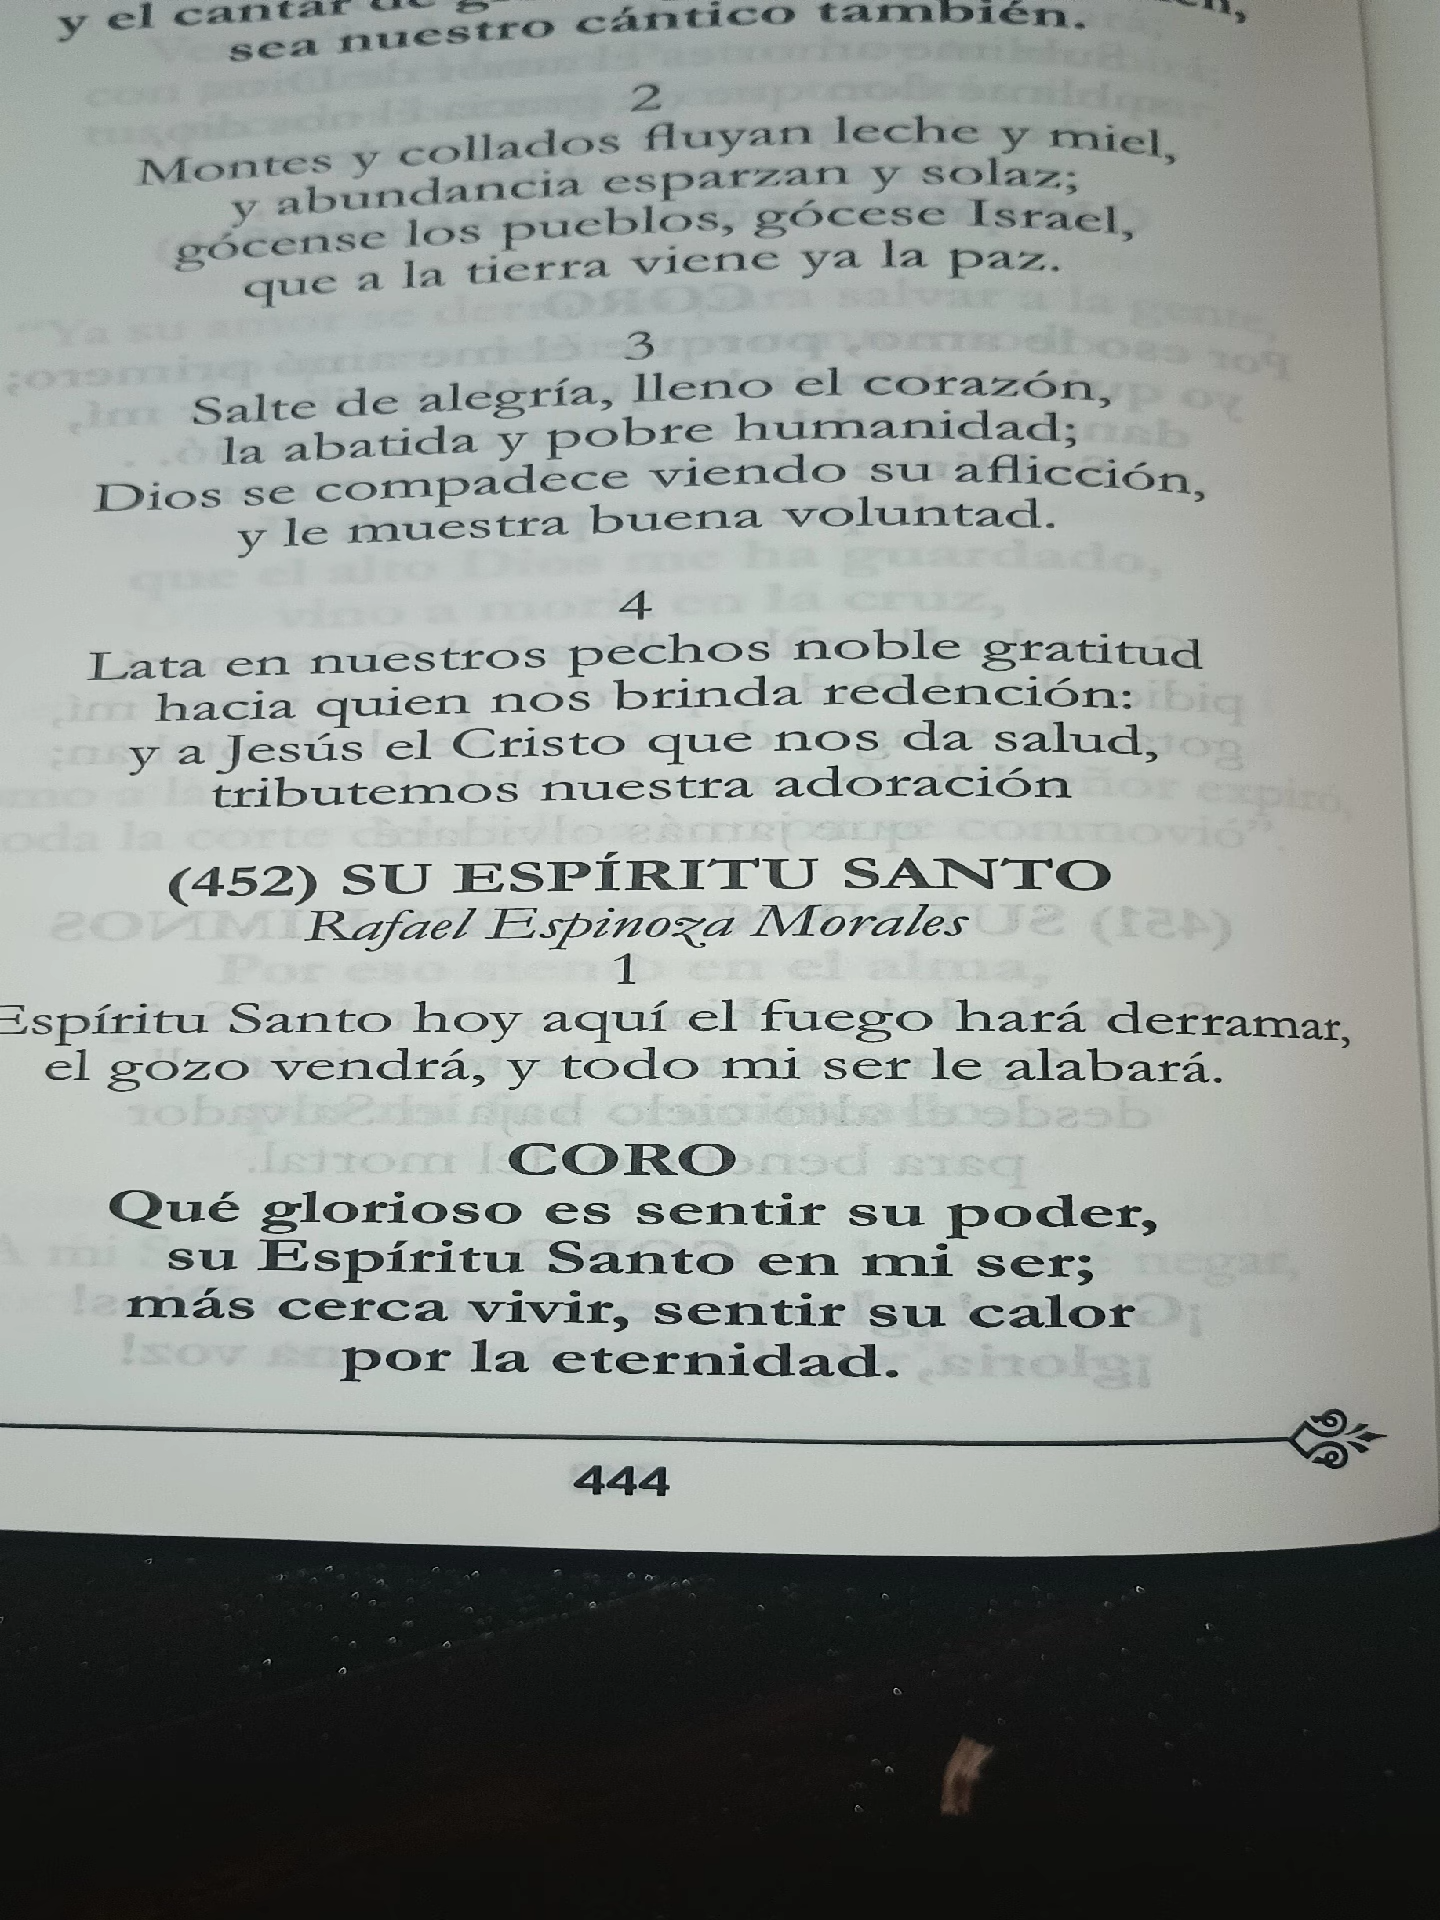 y el cantar de
sea nuestro cántico también.
2
Montes y collados fluyan leche y miel,
y abundancia esparzan y solaz;
gócense los pueblos, gócese Israel,
que a la tierra viene ya la paz.
3
Salte de alegría, lleno el corazón,
la abatida y pobre humanidad;
Dios se compadece viendo su aflicción,
y le muestra buena voluntad.
4
Lata en nuestros pechos noble gratitud
hacia quien nos brinda redención:
y a Jesús el Cristo que nos da salud,
tributemos nuestra adoración
(452) SU ESPÍRITU SANTO
Rafael Espinoza Morales
1
Espíritu Santo hoy aquí el fuego hará derramar,
el gozo vendrá, y todo mi ser le alabará.
CORO
Qué glorioso es sentir su poder,
su Espíritu Santo en mi ser;
más cerca vivir, sentir su calor
por la eternidad.
444